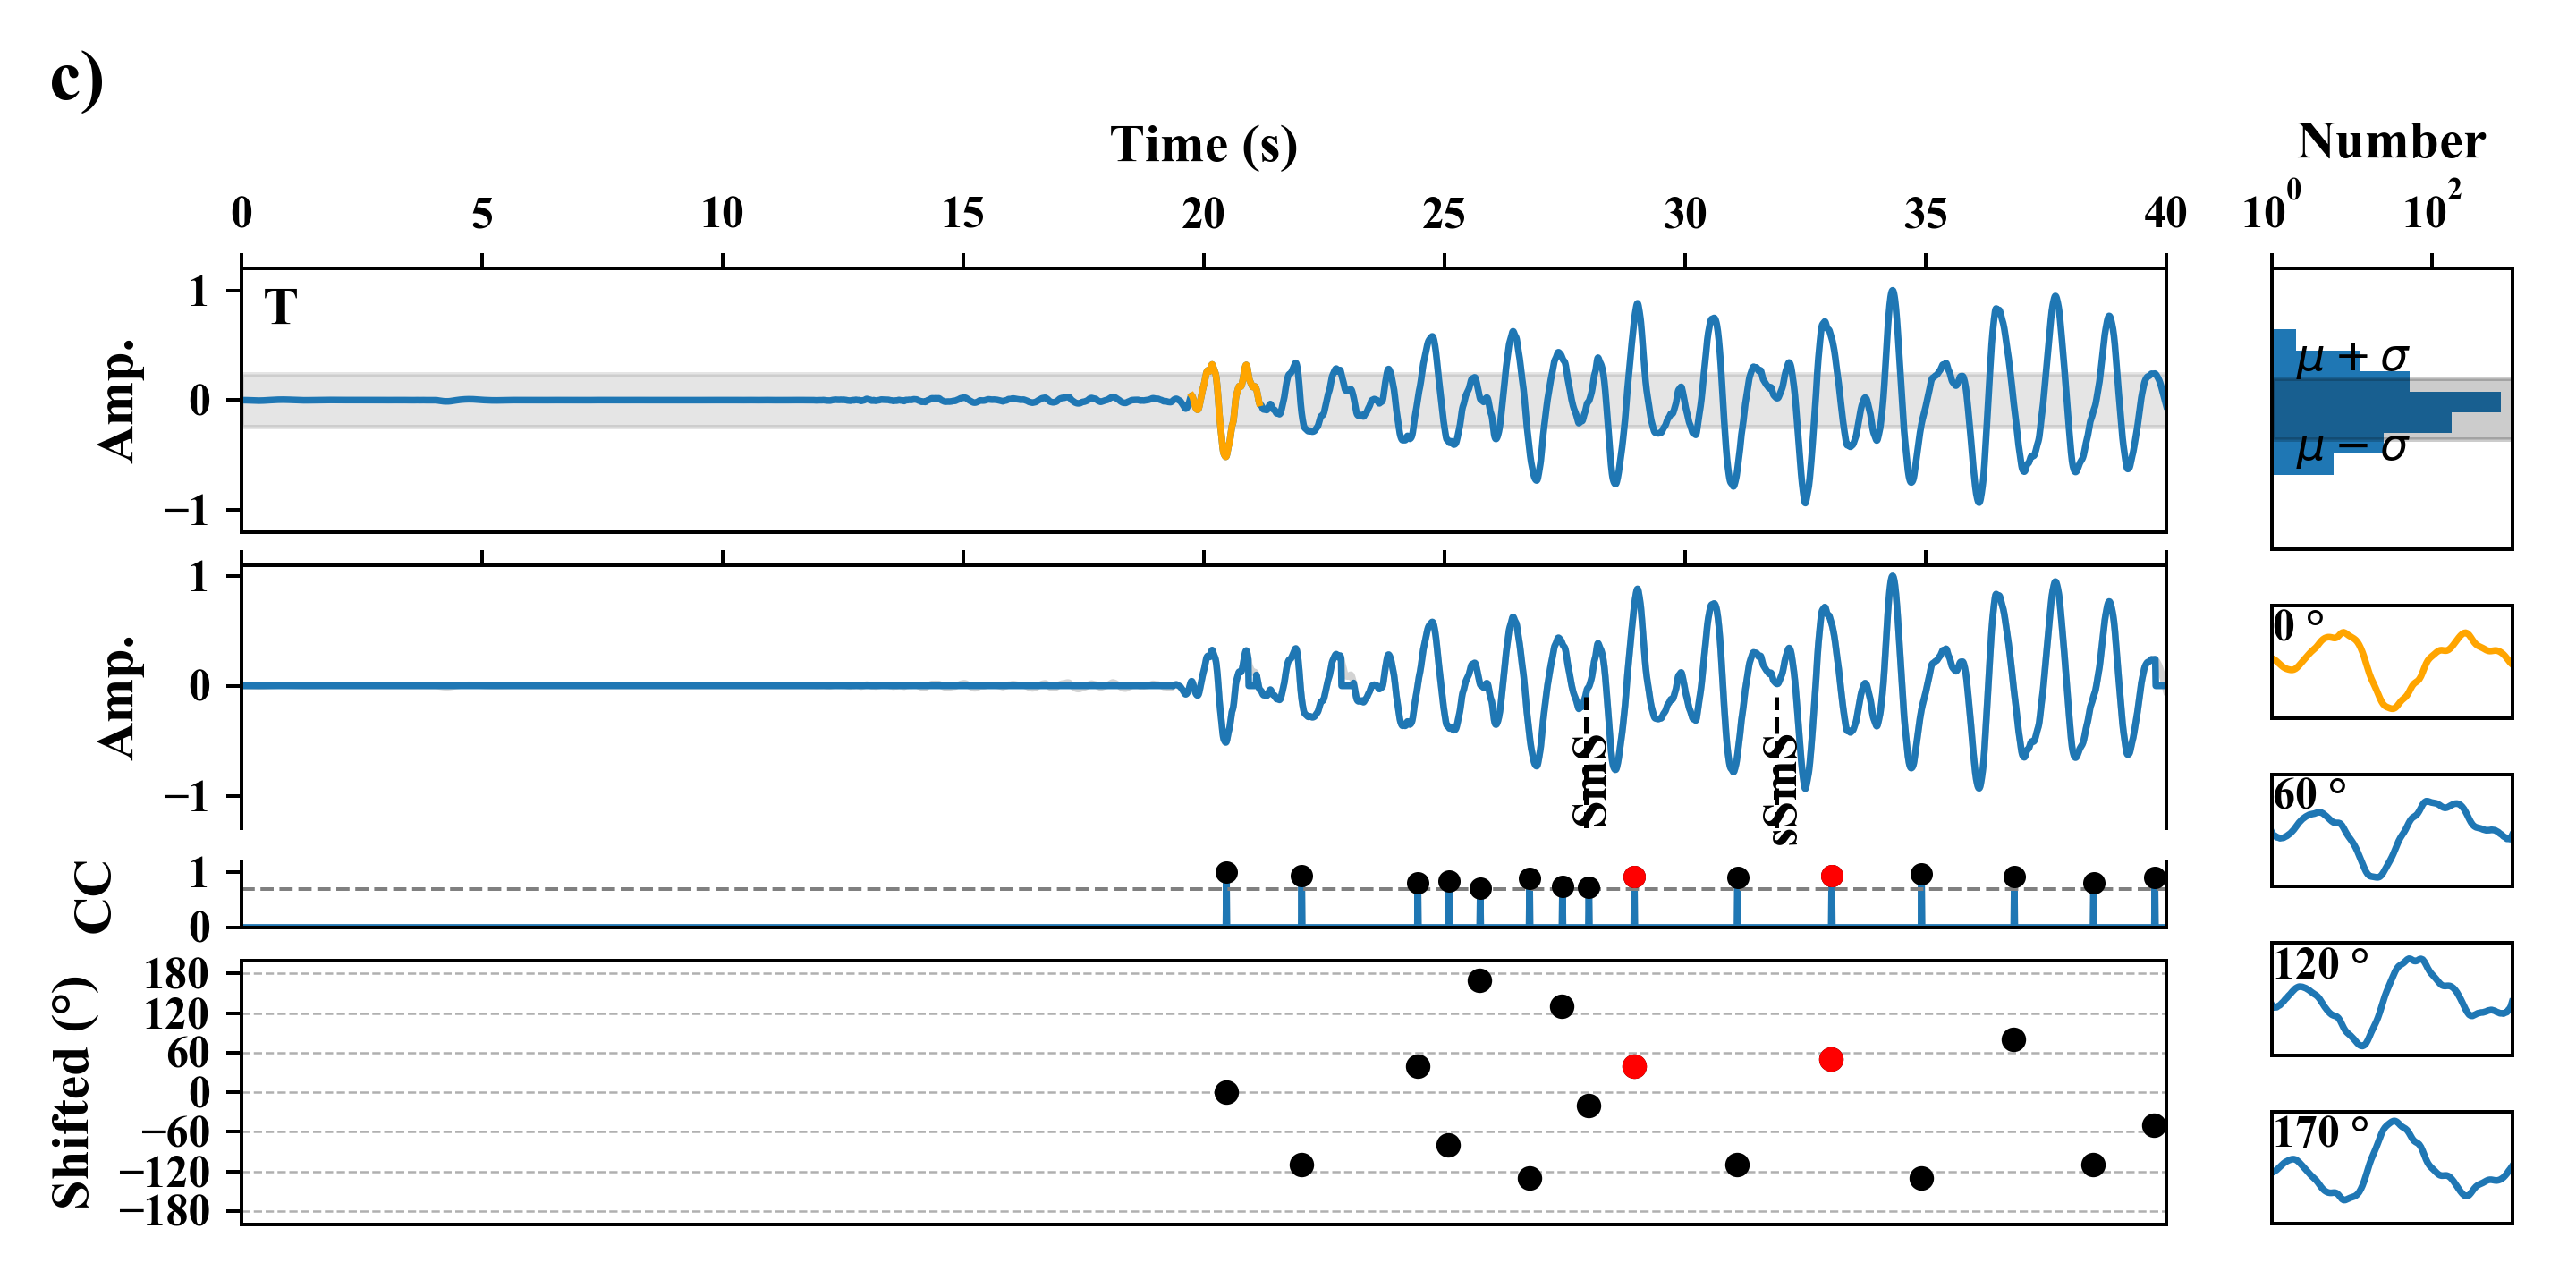 c)
Time (s)
Number
0 5 10 15 20 25 30 35 40
10^0 10^2
T
Amp.
1
0
−1
μ + σ
μ − σ
Amp.
1
0
−1
SmS
sSmS
0 °
60 °
CC
1
0
120 °
Shifted (°)
180
120
60
0
−60
−120
−180
170 °